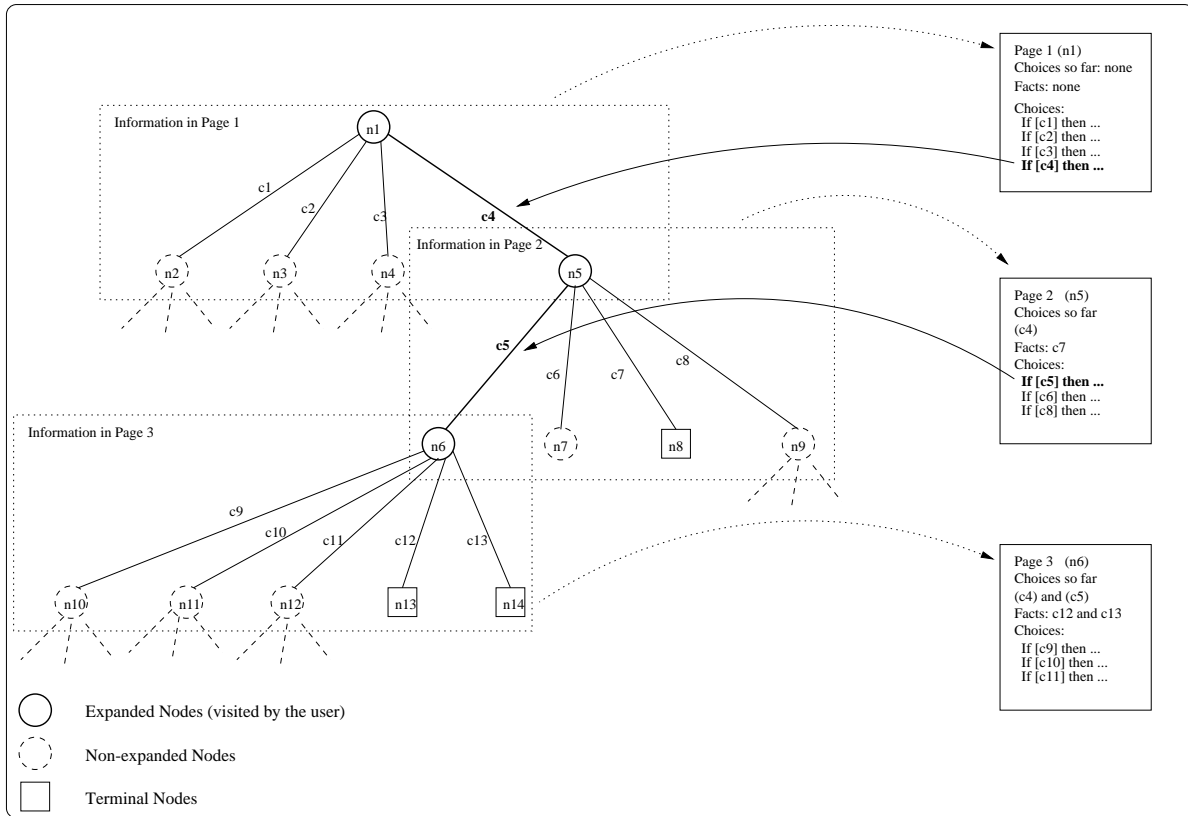 Page 1 (n1)
Choices so far: none
Facts: none
Choices:
If [c1] then ...
If [c2] then ...
If [c3] then ...
If [c4] then ...
Information in Page 1
n1
c1
c2
c3
c4
Information in Page 2
n2
n3
n4
n5
Page 2 (n5)
Choices so far
(c4)
Facts: c7
Choices:
If [c5] then ...
If [c6] then ...
If [c8] then ...
c5
c6
c7
c8
Information in Page 3
n6
n7
n8
n9
c9
c10
c11
c12
c13
Page 3 (n6)
Choices so far
(c4) and (c5)
Facts: c12 and c13
Choices:
If [c9] then ...
If [c10] then ...
If [c11] then ...
n10
n11
n12
n13
n14
Expanded Nodes (visited by the user)
Non-expanded Nodes
Terminal Nodes